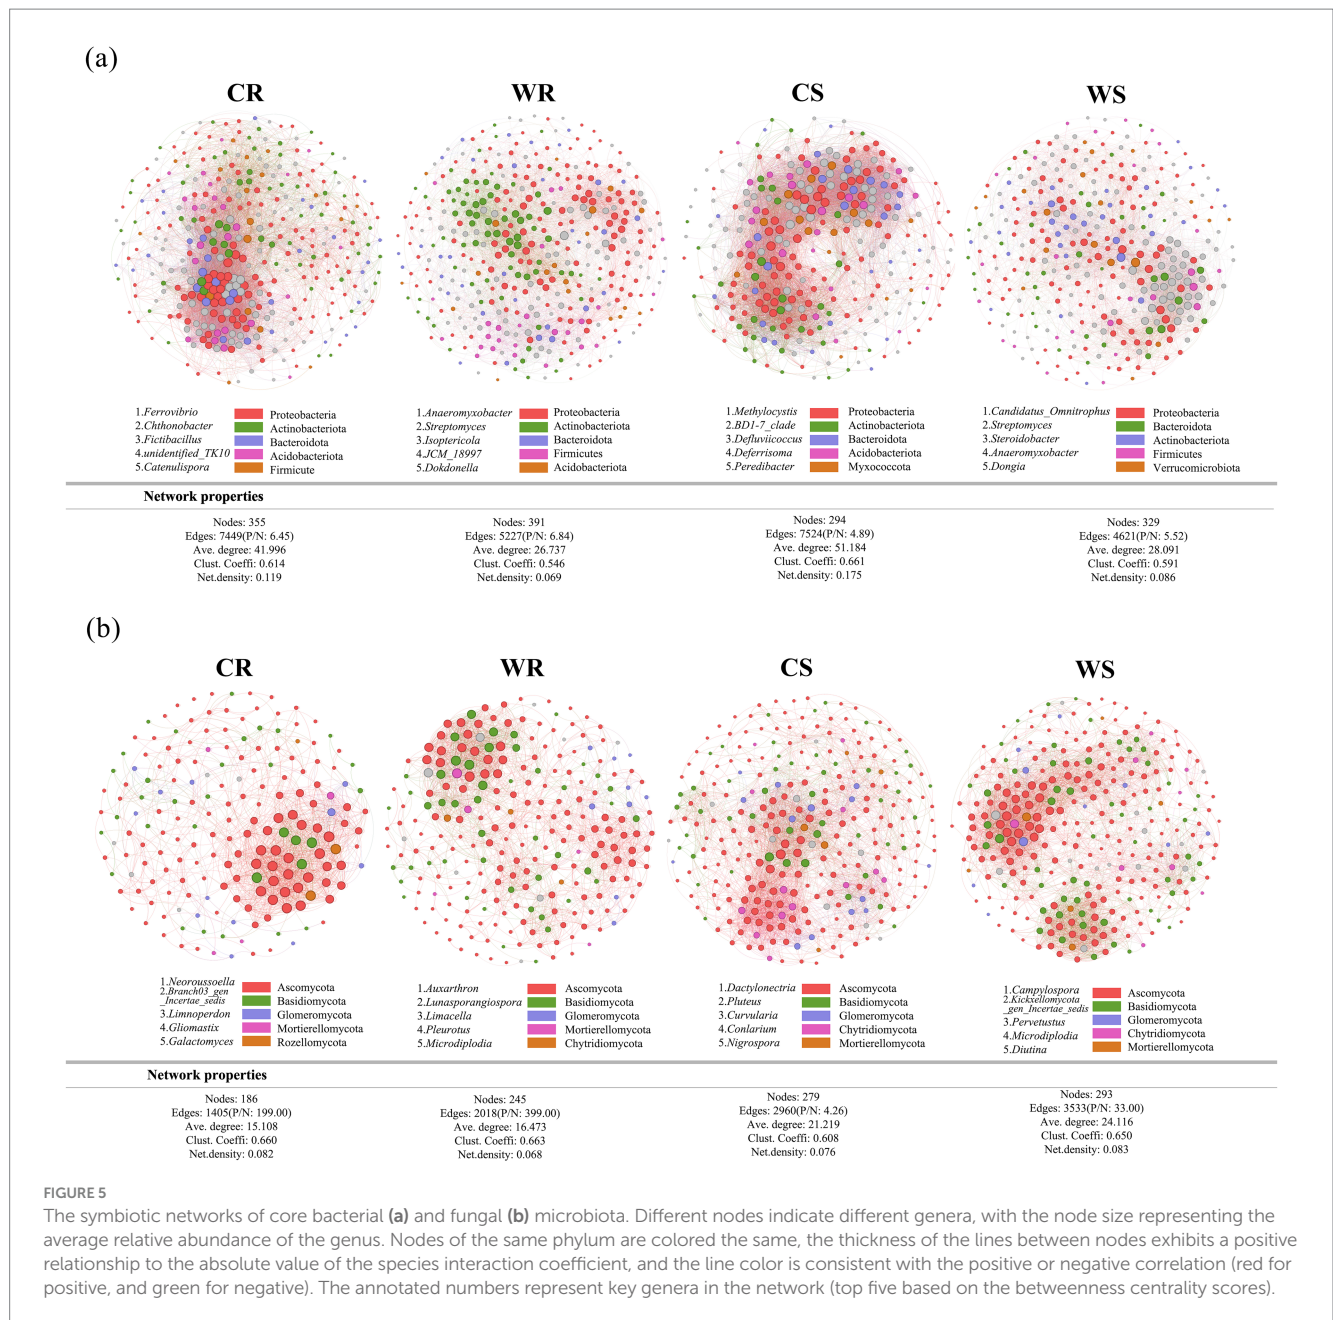 (a)
CR WR CS WS
1.Ferrovibrio
2.Chthonobacter
3.Fictibacillus
4.unidentified_TK10
5.Catenulispora
Proteobacteria
Actinobacteriota
Bacteroidota
Acidobacteriota
Firmicute
1.Anaeromyxobacter
2.Streptomyces
3.Isoptericola
4.JCM_18997
5.Dokdonella
Proteobacteria
Actinobacteriota
Bacteroidota
Firmicutes
Acidobacteriota
1.Methylocystis
2.BD1-7_clade
3.Defluviicoccus
4.Deferrisoma
5.Peredibacter
Proteobacteria
Actinobacteriota
Bacteroidota
Acidobacteriota
Myxococcota
1.Candidatus_Omnitrophus
2.Streptomyces
3.Steroidobacter
4.Anaeromyxobacter
5.Dongia
Proteobacteria
Bacteroidota
Actinobacteriota
Firmicutes
Verrucomicrobiota
Network properties
Nodes: 355
Edges: 7449(P/N: 6.45)
Ave. degree: 41.996
Clust. Coeffi: 0.614
Net.density: 0.119
Nodes: 391
Edges: 5227(P/N: 6.84)
Ave. degree: 26.737
Clust. Coeffi: 0.546
Net.density: 0.069
Nodes: 294
Edges: 7524(P/N: 4.89)
Ave. degree: 51.184
Clust. Coeffi: 0.661
Net.density: 0.175
Nodes: 329
Edges: 4621(P/N: 5.52)
Ave. degree: 28.091
Clust. Coeffi: 0.591
Net.density: 0.086
(b)
CR WR CS WS
1.Neoroussoella
2.Branch03_gen
_Incertae_sedis
3.Limnoperdon
4.Gliomastix
5.Galactomyces
Ascomycota
Basidiomycota
Glomeromycota
Mortierellomycota
Rozellomycota
1.Auxarthron
2.Lunasporangiospora
3.Limacella
4.Pleurotus
5.Microdiplodia
Ascomycota
Basidiomycota
Glomeromycota
Mortierellomycota
Chytridiomycota
1.Dactylonectria
2.Pluteus
3.Curvularia
4.Conlarium
5.Nigrospora
Ascomycota
Basidiomycota
Glomeromycota
Chytridiomycota
Mortierellomycota
1.Campylospora
2.Kickxellomycota
_gen_Incertae_sedis
3.Pervetustus
4.Microdiplodia
5.Diutina
Ascomycota
Basidiomycota
Glomeromycota
Chytridiomycota
Mortierellomycota
Network properties
Nodes: 186
Edges: 1405(P/N: 199.00)
Ave. degree: 15.108
Clust. Coeffi: 0.660
Net.density: 0.082
Nodes: 245
Edges: 2018(P/N: 399.00)
Ave. degree: 16.473
Clust. Coeffi: 0.663
Net.density: 0.068
Nodes: 279
Edges: 2960(P/N: 4.26)
Ave. degree: 21.219
Clust. Coeffi: 0.608
Net.density: 0.076
Nodes: 293
Edges: 3533(P/N: 33.00)
Ave. degree: 24.116
Clust. Coeffi: 0.650
Net.density: 0.083
FIGURE 5
The symbiotic networks of core bacterial (a) and fungal (b) microbiota. Different nodes indicate different genera, with the node size representing the
average relative abundance of the genus. Nodes of the same phylum are colored the same, the thickness of the lines between nodes exhibits a positive
relationship to the absolute value of the species interaction coefficient, and the line color is consistent with the positive or negative correlation (red for
positive, and green for negative). The annotated numbers represent key genera in the network (top five based on the betweenness centrality scores).